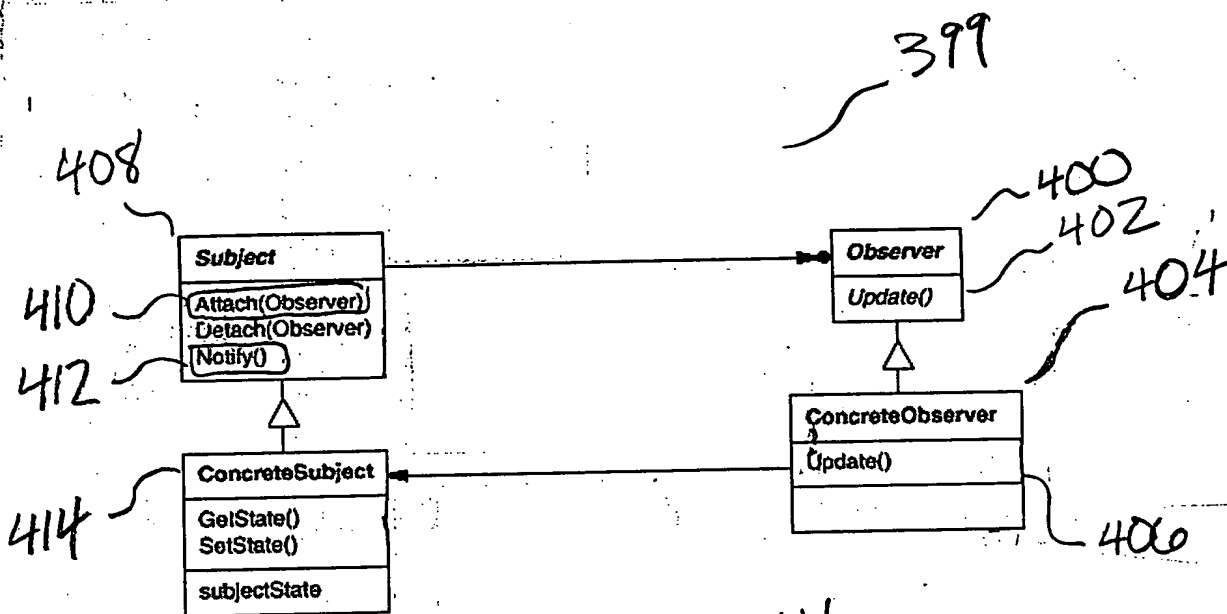 399
408
400
402
404
Subject
Observer
Attach(Observer)
Update()
410
Detach(Observer)
Notify()
412
ConcreteObserver
ConcreteSubject
Update()
414
GetState()
SetState()
406
subjectState